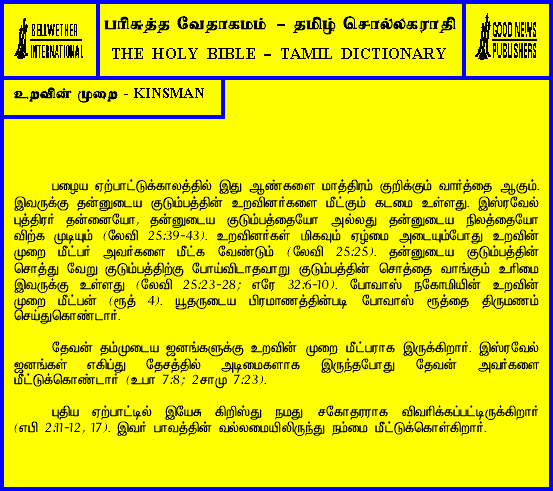 BELLWETHER
INTERNATIONAL
பரிசுத்த வேதாகமம் – தமிழ் சொல்லகராதி
THE HOLY BIBLE – TAMIL DICTIONARY
GOOD NEWS
PUBLISHERS
உறவின் முறை - KINSMAN
பழைய ஏற்பாட்டுக்காலத்தில் இது ஆண்களை மாத்திரம் குறிக்கும் வார்த்தை ஆகும்.
இவருக்கு தன்னுடைய குடும்பத்தின் உறவினர்களை மீட்கும் கடமை உள்ளது. இஸ்ரவேல்
புத்திரர் தன்னையோ, தன்னுடைய குடும்பத்தையோ அல்லது தன்னுடைய நிலத்தையோ
விற்க முடியும் (லேவி 25:39-43). உறவினர்கள் மிகவும் ஏழ்மை அடையும்போது உறவின்
முறை மீட்பர் அவர்களை மீட்க வேண்டும் (லேவி 25:25). தன்னுடைய குடும்பத்தின்
சொத்து வேறு குடும்பத்திற்கு போய்விடாதவாறு குடும்பத்தின் சொத்தை வாங்கும் உரிமை
இவருக்கு உள்ளது (லேவி 25:23-28; எரே 32:6-10). போவாஸ் நகோமியின் உறவின்
முறை மீட்பன் (ரூத் 4). யூதருடைய பிரமாணத்தின்படி போவாஸ் ரூத்தை திருமணம்
செய்துகொண்டார்.
தேவன் தம்முடைய ஜனங்களுக்கு உறவின் முறை மீட்பராக இருக்கிறார். இஸ்ரவேல்
ஜனங்கள் எகிப்து தேசத்தில் அடிமைகளாக இருந்தபோது தேவன் அவர்களை
மீட்டுக்கொண்டார் (உபா 7:8; 2சாமு 7:23).
புதிய ஏற்பாட்டில் இயேசு கிறிஸ்து நமது சகோதரராக விவரிக்கப்பட்டிருக்கிறார்
(எபி 2:11-12, 17). இவர் பாவத்தின் வல்லமையிலிருந்து நம்மை மீட்டுக்கொள்கிறார்.